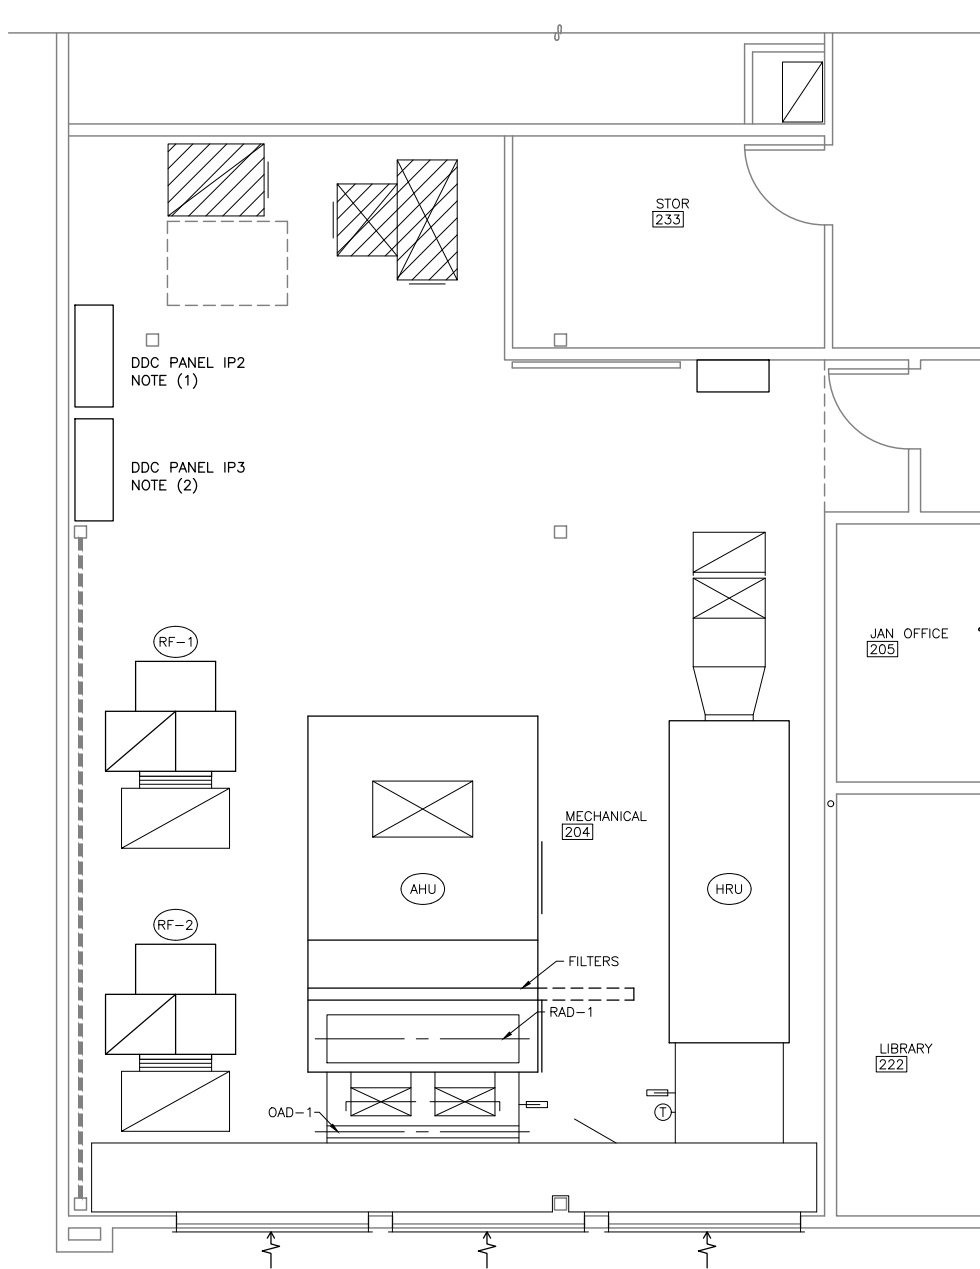 STOR
233
DDC PANEL IP2
NOTE (1)
DDC PANEL IP3
NOTE (2)
RF-1
JAN OFFICE
205
MECHANICAL
204
AHU
HRU
RF-2
FILTERS
RAD-1
LIBRARY
222
OAD-1
T